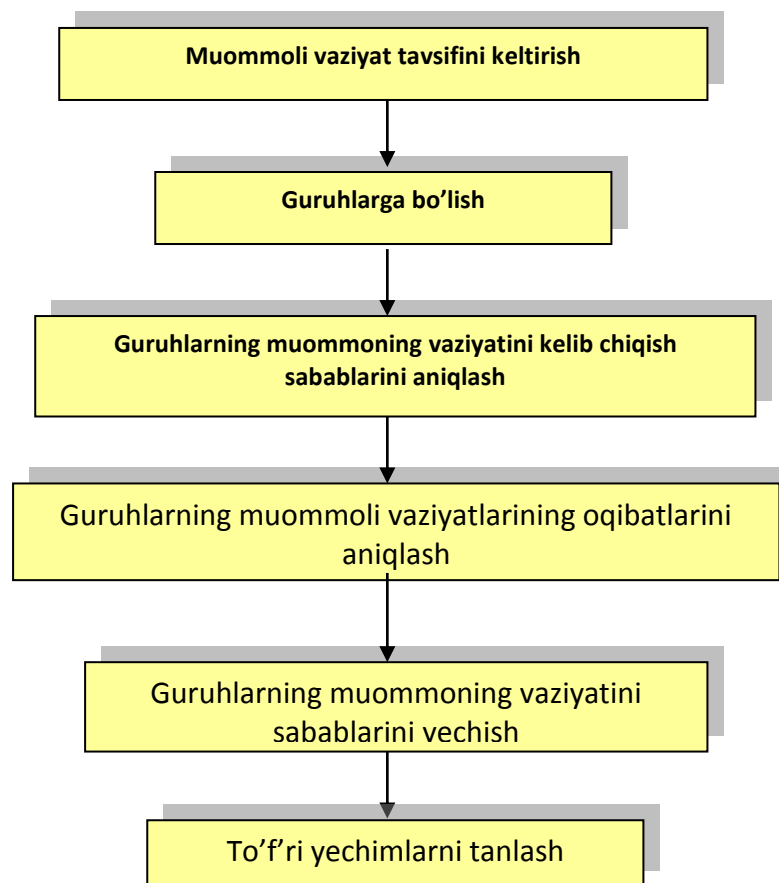 Muommoli vaziyat tavsifini keltirish
Guruhlarga bo’lish
Guruhlarning muommoning vaziyatini kelib chiqish
sabablarini aniqlash
Guruhlarning muommoli vaziyatlarining oqibatlarini
aniqlash
Guruhlarning muommoning vaziyatini
sabablarini vechish
To’f’ri yechimlarni tanlash